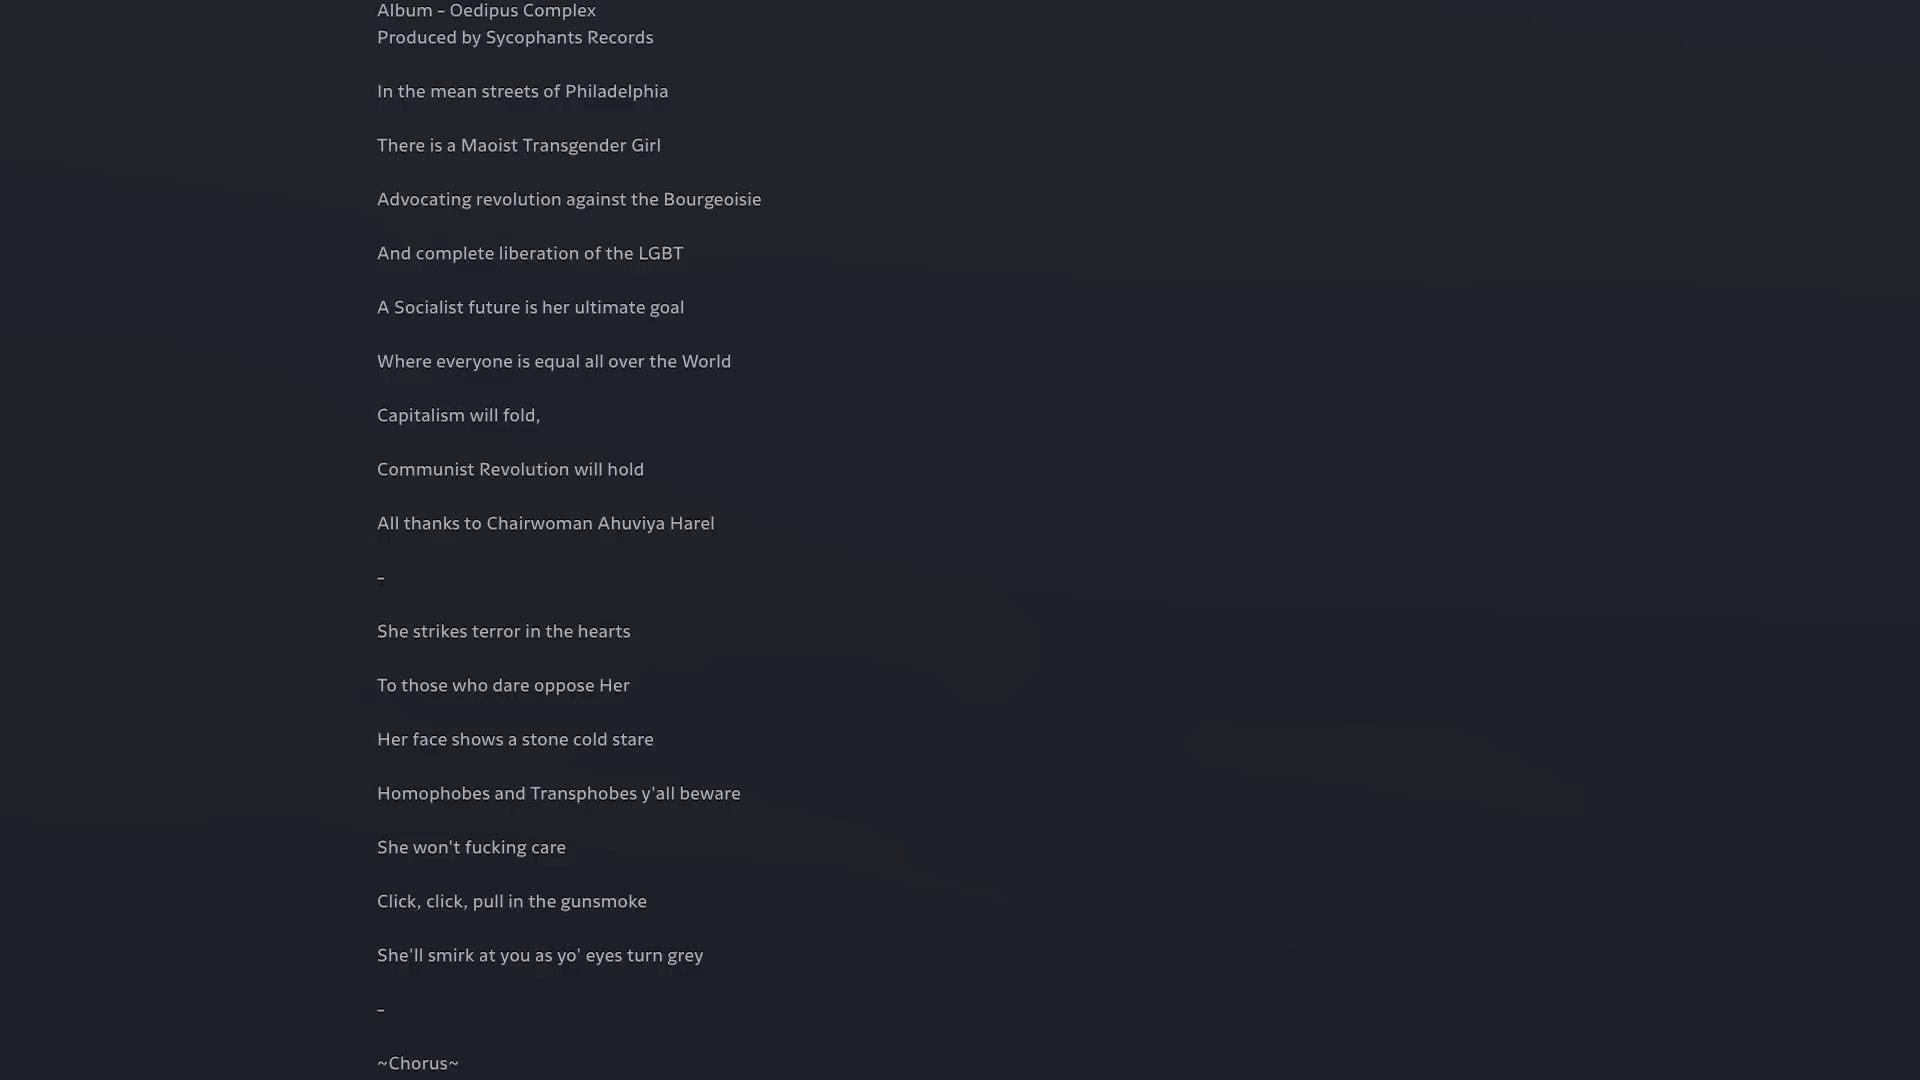 Album - Oedipus Complex
Produced by Sycophants Records
In the mean streets of Philadelphia
There is a Maoist Transgender Girl
Advocating revolution against the Bourgeoisie
And complete liberation of the LGBT
A Socialist future is her ultimate goal
Where everyone is equal all over the World
Capitalism will fold,
Communist Revolution will hold
All thanks to Chairwoman Ahuviya Harel
-
She strikes terror in the hearts
To those who dare oppose Her
Her face shows a stone cold stare
Homophobes and Transphobes y'all beware
She won't fucking care
Click, click, pull in the gunsmoke
She'll smirk at you as yo' eyes turn grey
-
~Chorus~